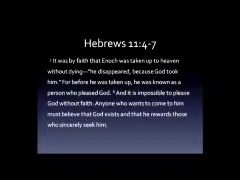 Hebrews 11:4-7
⁵ It was by faith that Enoch was taken up to heaven
without dying—"he disappeared, because God took
him." For before he was taken up, he was known as a
person who pleased God. ⁶ And it is impossible to please
God without faith. Anyone who wants to come to him
must believe that God exists and that he rewards those
who sincerely seek him.